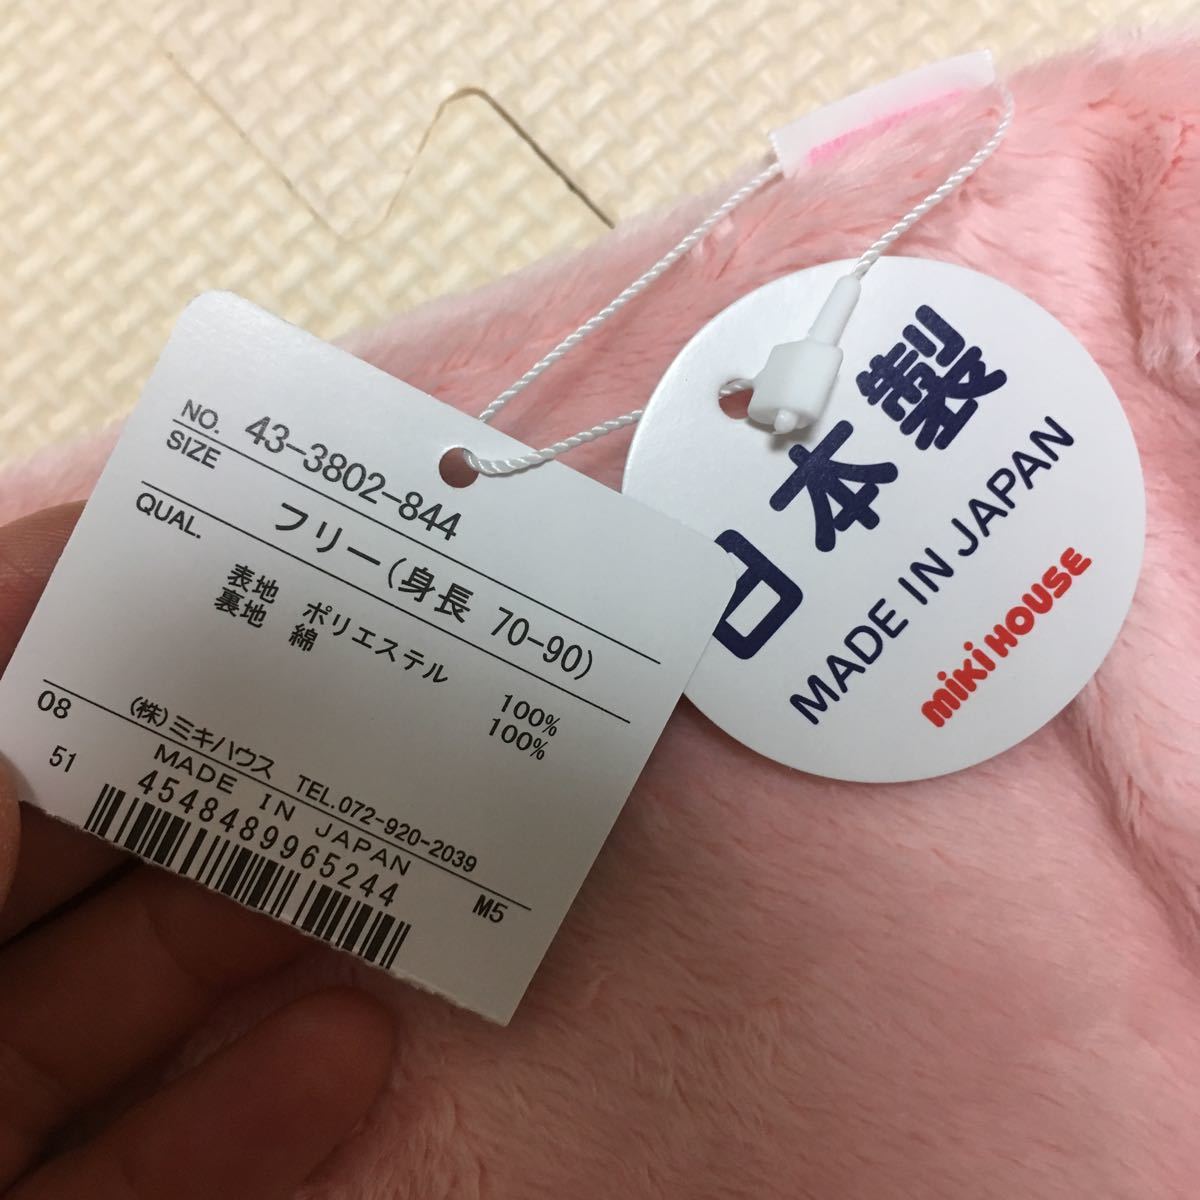 NO. 43-3802-844
SIZE フリー(身長 70-90)
QUAL.
表地 ポリエステル 100%
裏地 綿 100%
08 (株)ミキハウス TEL.072-920-2039
51 MADE IN JAPAN M5
4548489965244
日本製
MADE IN JAPAN
miki HOUSE